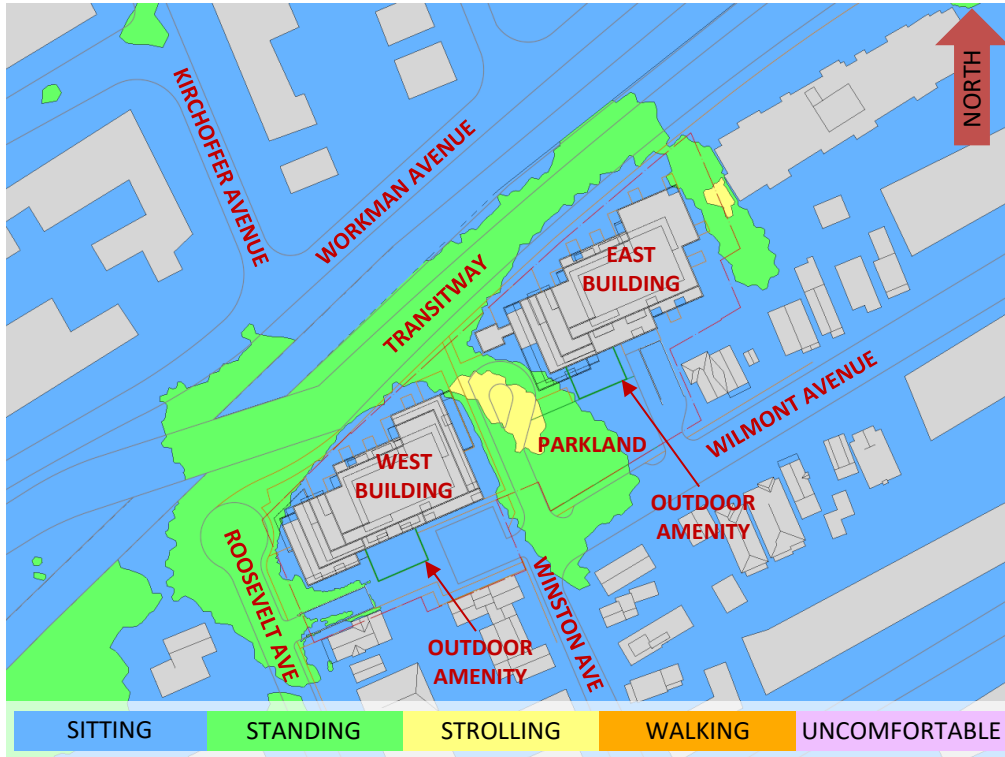 NORTH
KIRCHOFFER AVENUE
WORKMAN AVENUE
TRANSITWAY
EAST
BUILDING
WILMONT AVENUE
PARKLAND
WEST
BUILDING
OUTDOOR
AMENITY
ROOSEVELT AVE
WINSTON AVE
OUTDOOR
AMENITY
SITTING
STANDING
STROLLING
WALKING
UNCOMFORTABLE